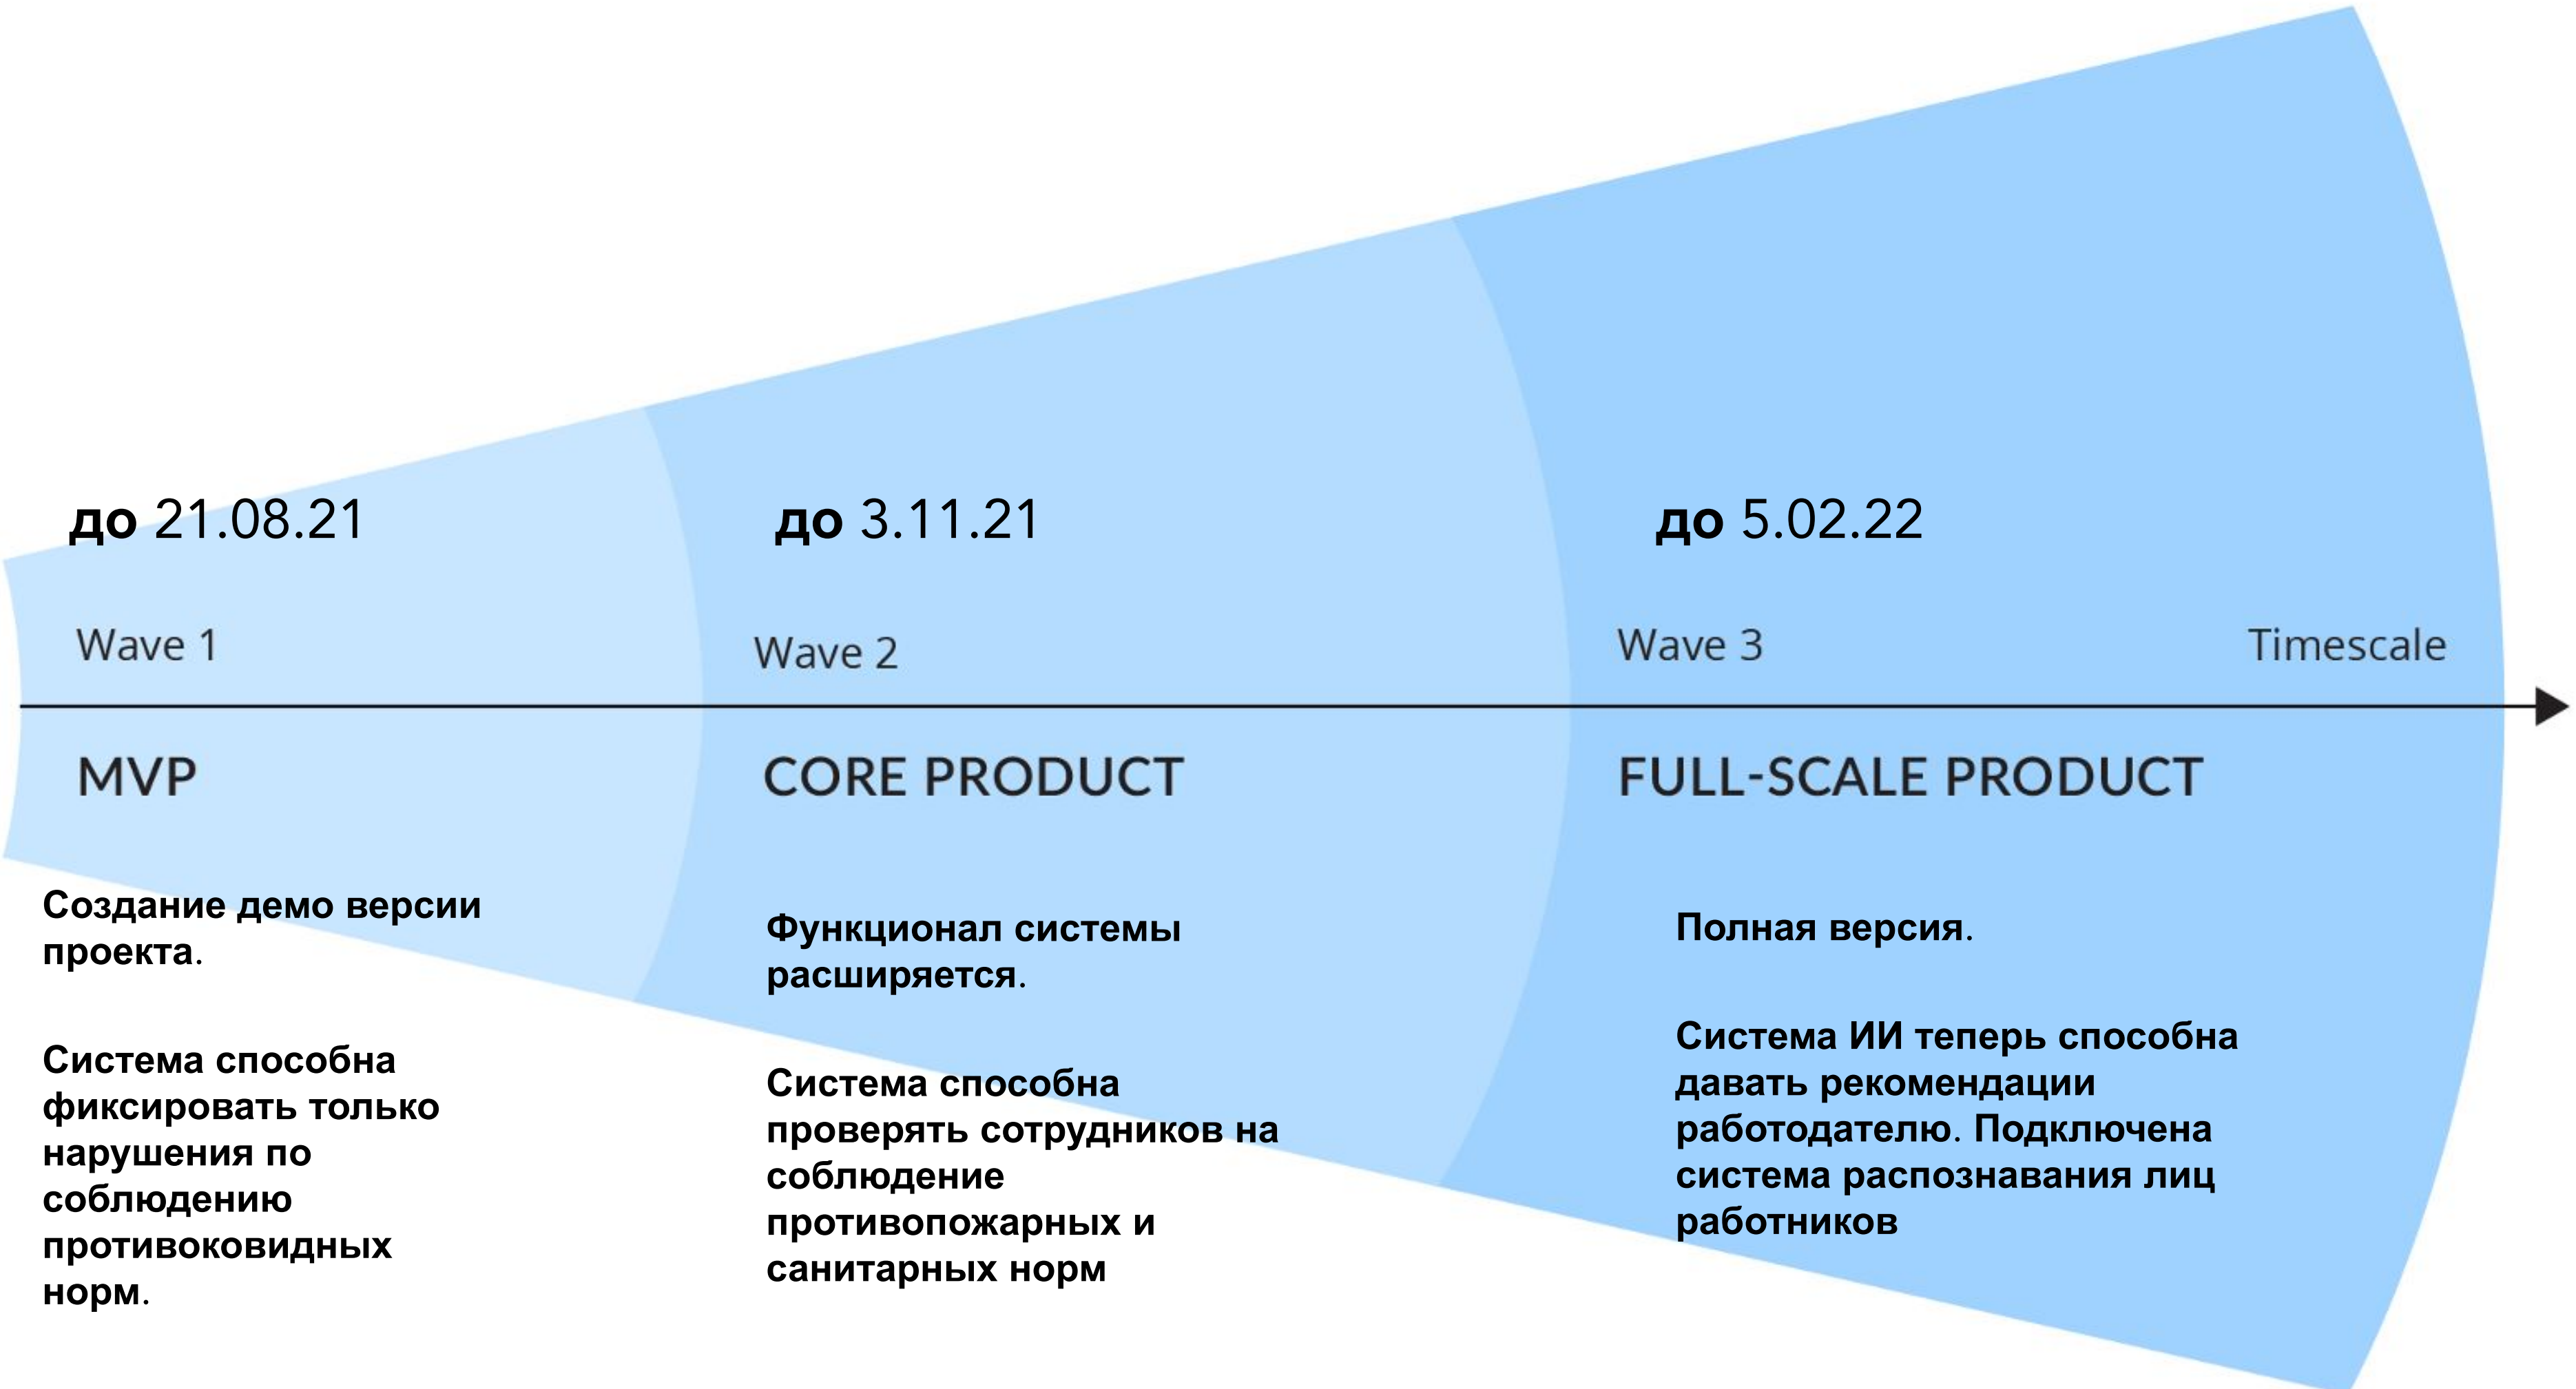 до 21.08.21
до 3.11.21
до 5.02.22
Wave 1
Wave 2
Wave 3
Timescale
MVP
CORE PRODUCT
FULL-SCALE PRODUCT
Создание демо версии
проекта.
Система способна
фиксировать только
нарушения по
соблюдению
противоковидных
норм.
Функционал системы
расширяется.
Система способна
проверять сотрудников на
соблюдение
противопожарных и
санитарных норм
Полная версия.
Система ИИ теперь способна
давать рекомендации
работодателю. Подключена
система распознавания лиц
работников